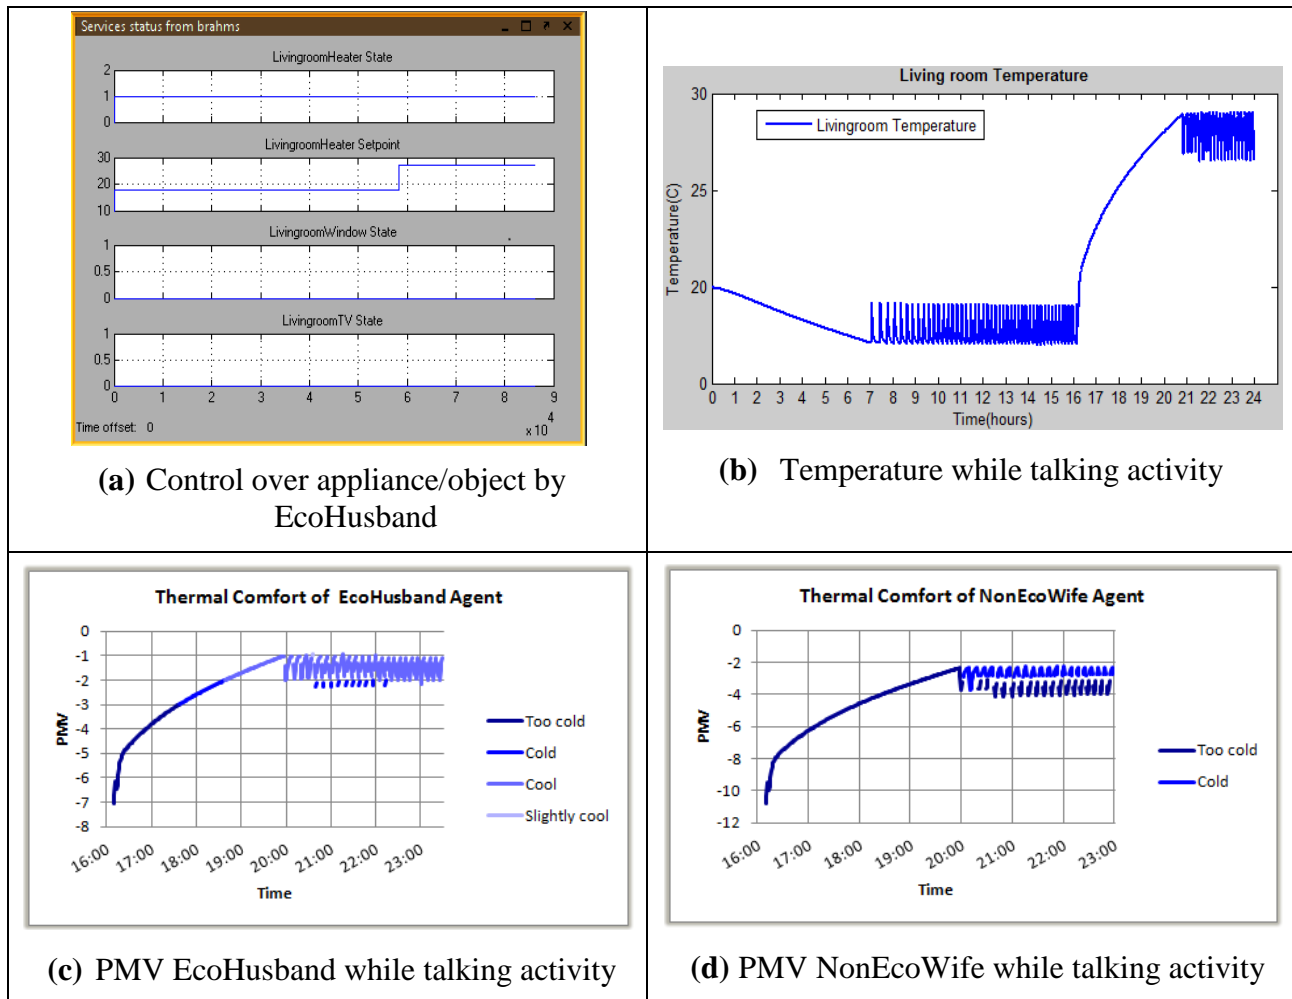 Services status from brahms
LivingroomHeater State
2
1
0
LivingroomHeater Setpoint
30
20
10
LivingroomWindow State
1
0.5
0
LivingroomTV State
1
0.5
0
0 1 2 3 4 5 6 7 8 9
4
x 10
Time offset: 0
(a) Control over appliance/object by
EcoHusband
Living room Temperature
Livingroom Temperature
Temperature(C)
30
25
20
0
0 1 2 3 4 5 6 7 8 9 10 11 12 13 14 15 16 17 18 19 20 21 22 23 24
Time(hours)
(b) Temperature while talking activity
Thermal Comfort of EcoHusband Agent
PMV
0
-1
-2
-3
-4
-5
-6
-7
-8
16:00 17:00 18:00 19:00 20:00 21:00 22:00 23:00
Time
Too cold
Cold
Cool
Slightly cool
(c) PMV EcoHusband while talking activity
Thermal Comfort of NonEcoWife Agent
PMV
0
-2
-4
-6
-8
-10
-12
16:00 17:00 18:00 19:00 20:00 21:00 22:00 23:00
Time
Too cold
Cold
(d) PMV NonEcoWife while talking activity